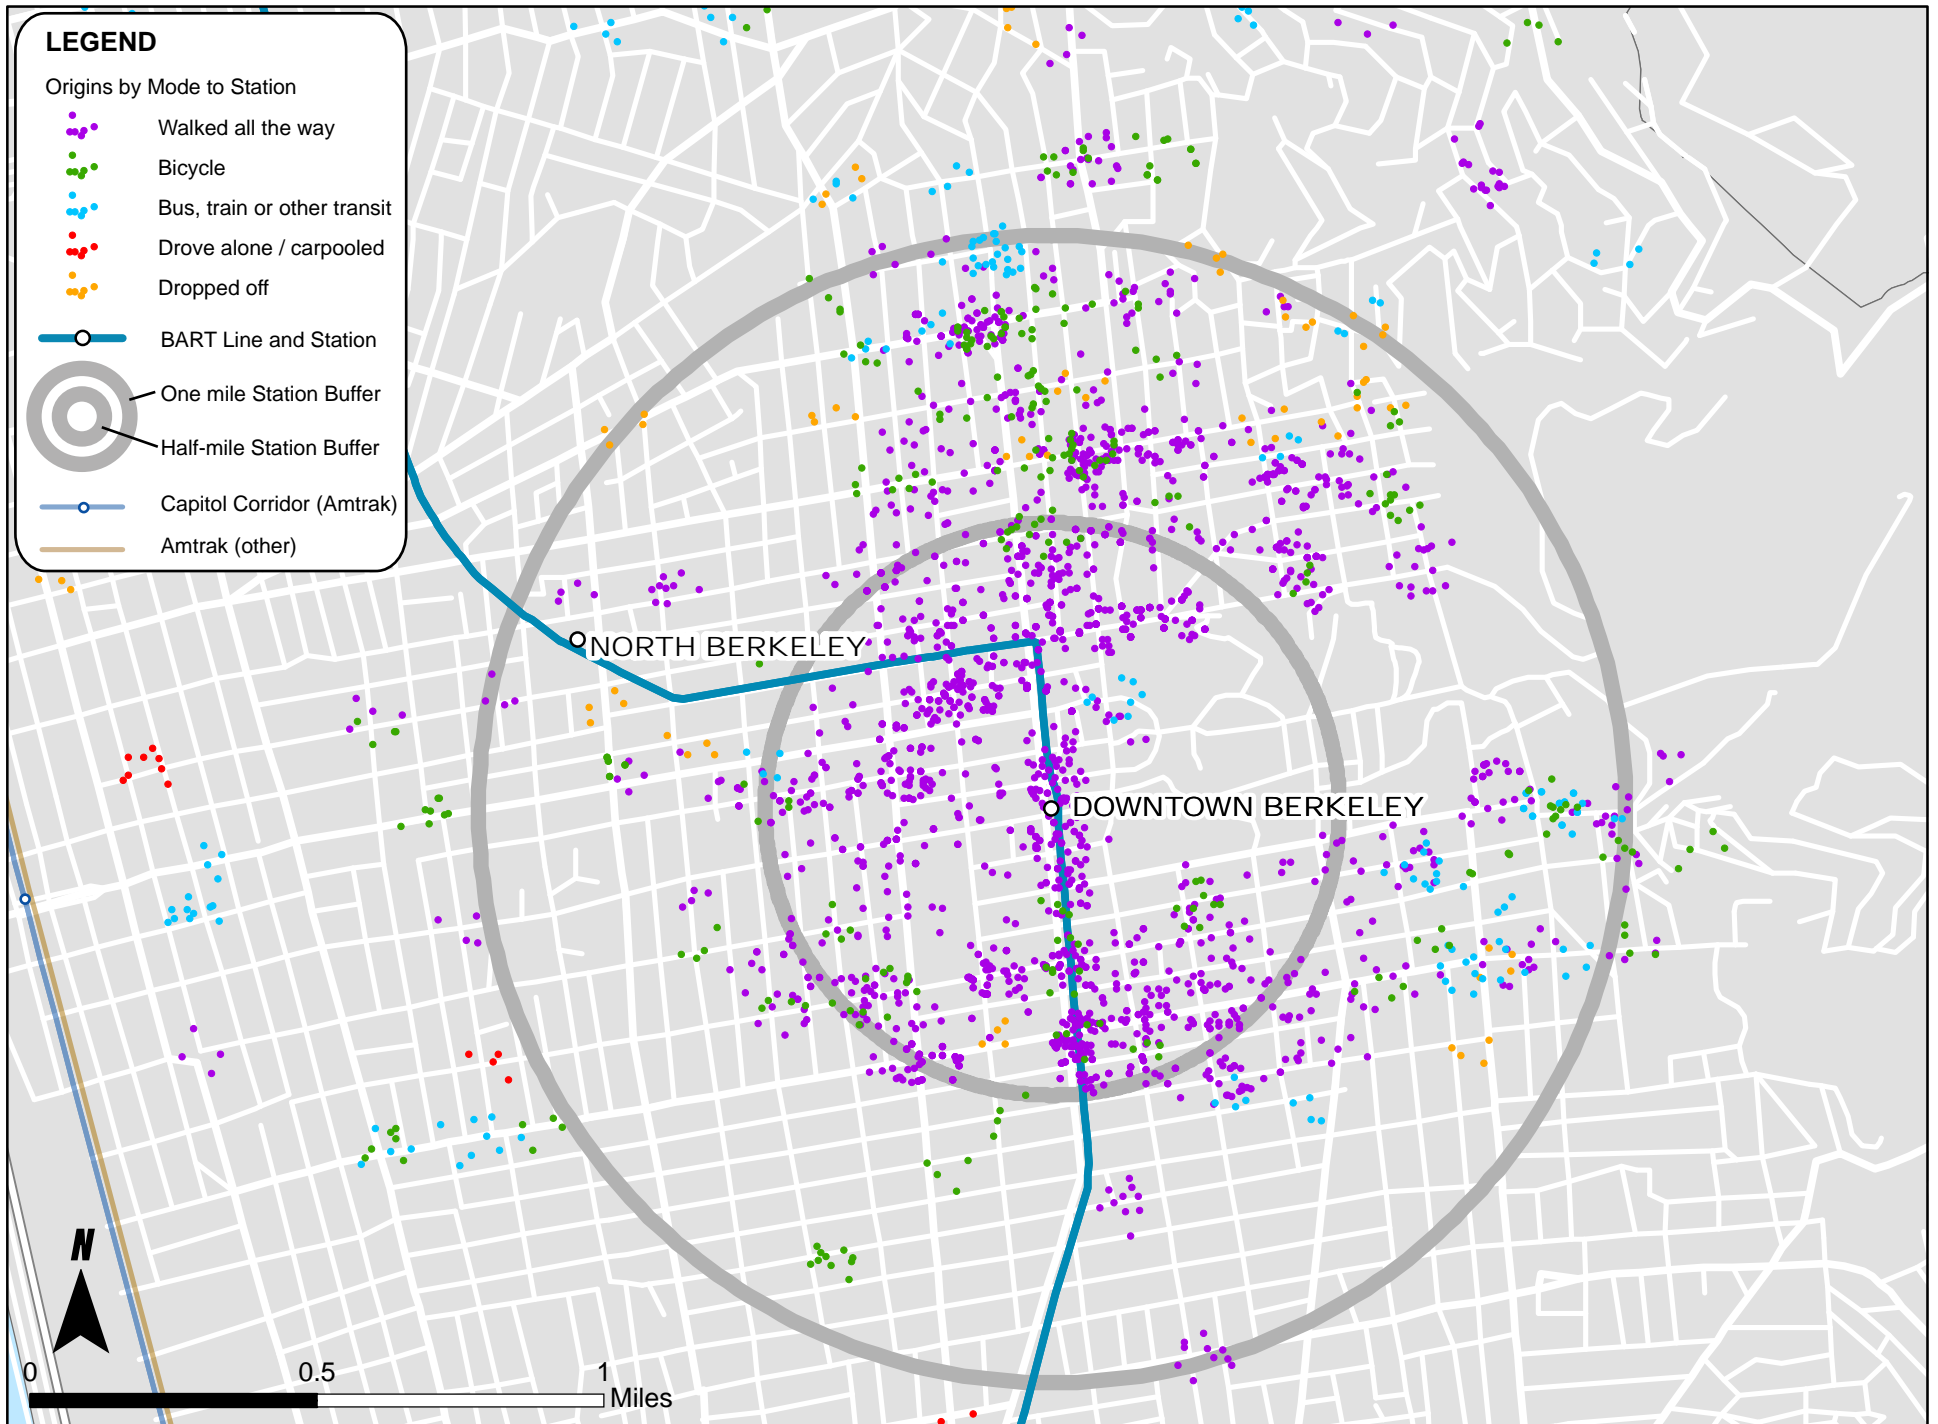 LEGEND
Origins by Mode to Station
Walked all the way
Bicycle
Bus, train or other transit
Drove alone / carpooled
Dropped off
BART Line and Station
One mile Station Buffer
Half-mile Station Buffer
Capitol Corridor (Amtrak)
Amtrak (other)
NORTH BERKELEY
DOWNTOWN BERKELEY
N
0 0.5 1
Miles